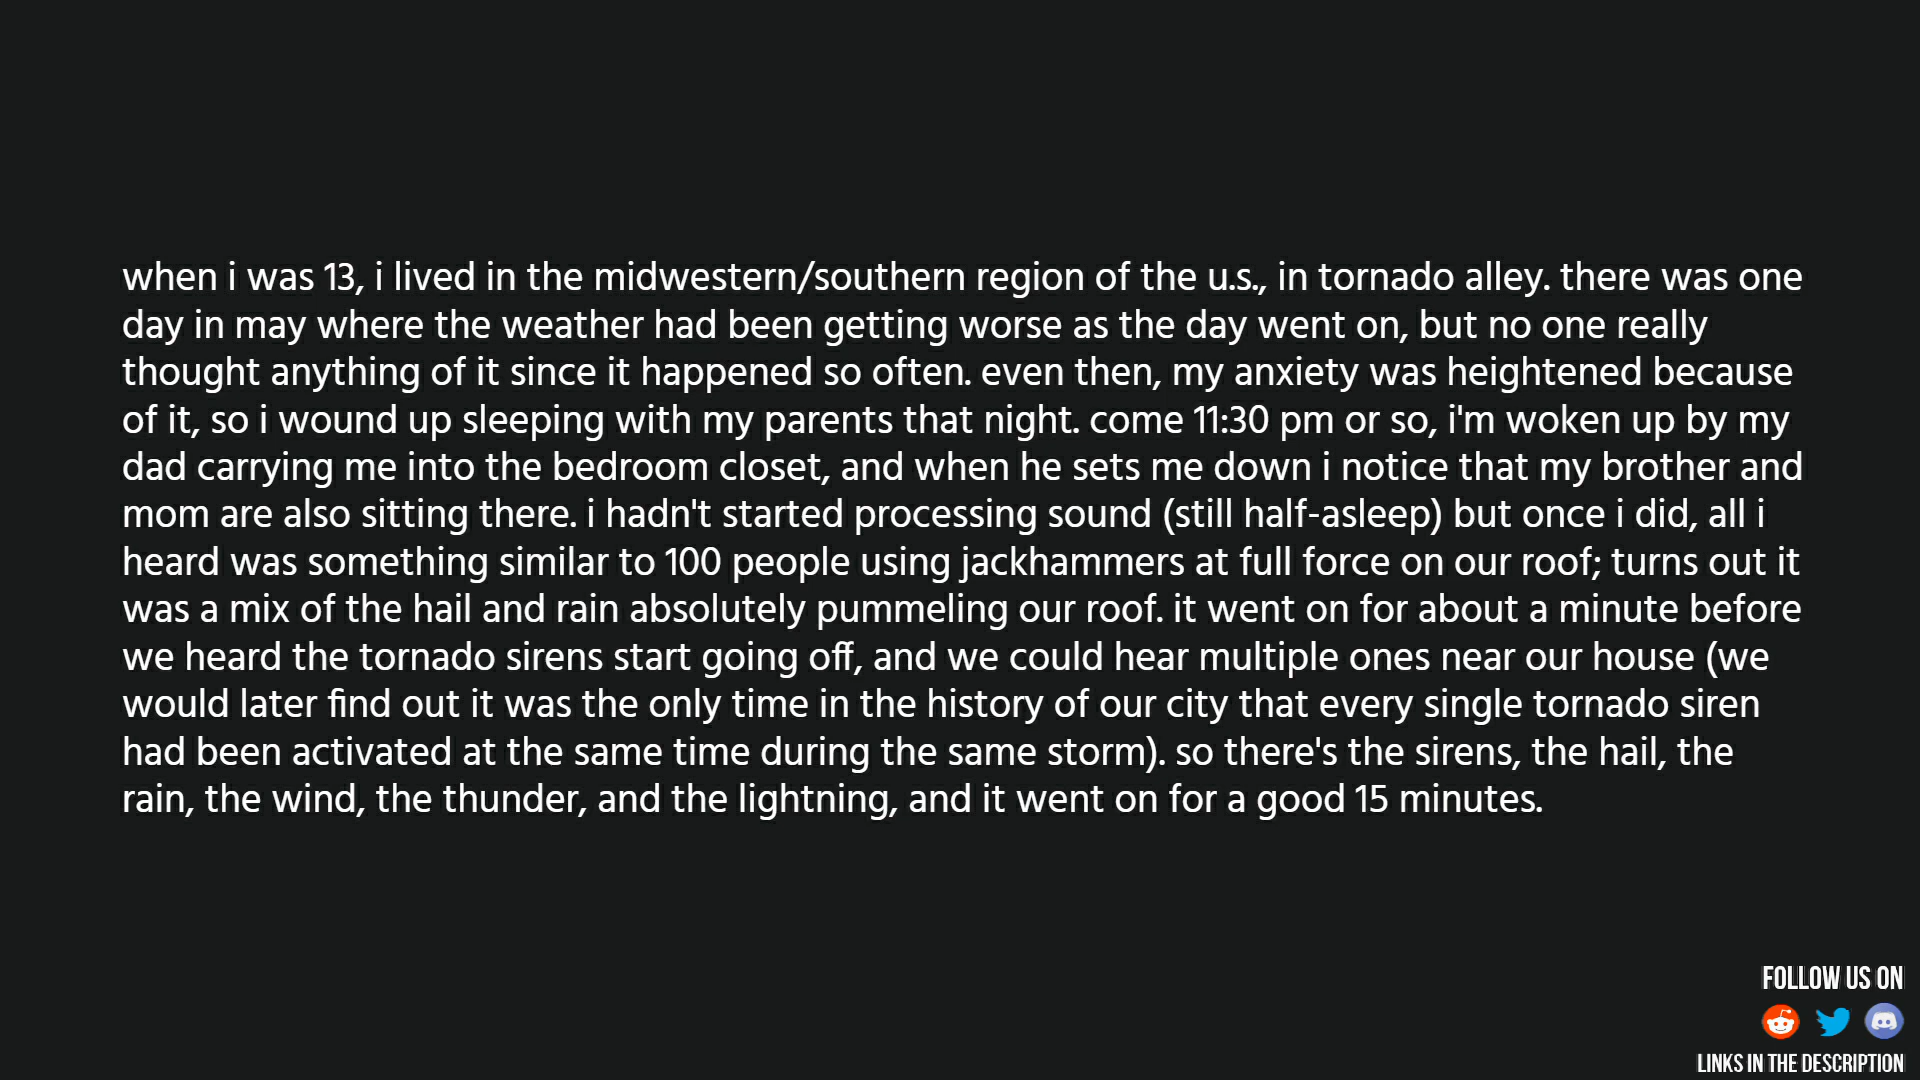 when i was 13, i lived in the midwestern/southern region of the u.s., in tornado alley. there was one
day in may where the weather had been getting worse as the day went on, but no one really
thought anything of it since it happened so often. even then, my anxiety was heightened because
of it, so i wound up sleeping with my parents that night. come 11:30 pm or so, i'm woken up by my
dad carrying me into the bedroom closet, and when he sets me down i notice that my brother and
mom are also sitting there. i hadn't started processing sound (still half-asleep) but once i did, all i
heard was something similar to 100 people using jackhammers at full force on our roof; turns out it
was a mix of the hail and rain absolutely pummeling our roof. it went on for about a minute before
we heard the tornado sirens start going off, and we could hear multiple ones near our house (we
would later find out it was the only time in the history of our city that every single tornado siren
had been activated at the same time during the same storm). so there's the sirens, the hail, the
rain, the wind, the thunder, and the lightning, and it went on for a good 15 minutes.
FOLLOW US ON
LINKS IN THE DESCRIPTION